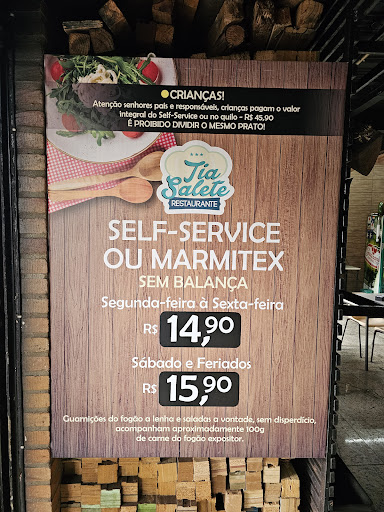 CRIANÇAS!
Atenção senhores pais e responsáveis, crianças pagam o valor
integral do Self-Service ou no quilo - R$ 45,90
É PROIBIDO DIVIDIR O MESMO PRATO!
Tia
Salete
RESTAURANTE
SELF-SERVICE
OU MARMITEX
SEM BALANÇA
Segunda-feira à Sexta-feira
R$ 14,90
Sábado e Feriados
R$ 15,90
Guarnições do fogão a lenha e saladas a vontade, sem disperdício,
acompanham aproximadamente 100g
de carne do fogão expositor.